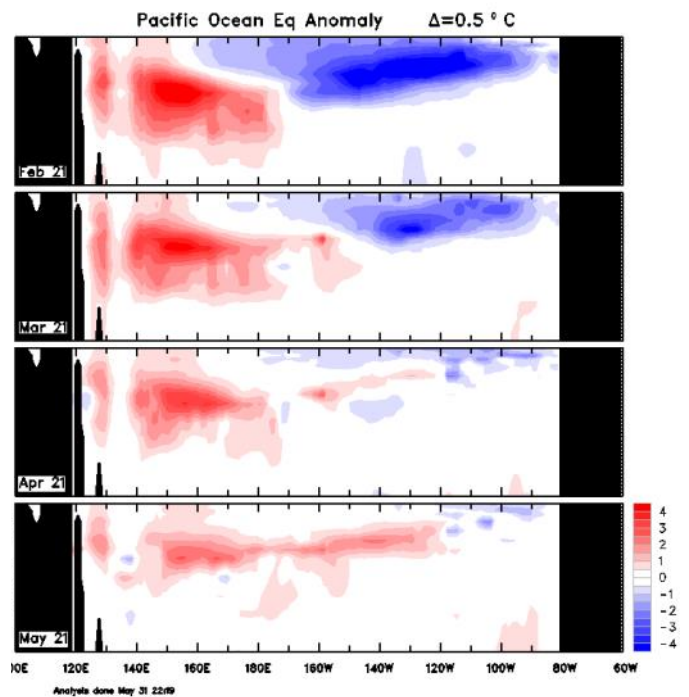 Pacific Ocean Eq Anomaly Δ=0.5 ° C
Feb 21
Mar 21
Apr 21
May 21
4
3
2
1
0
-1
-2
-3
-4
00E 120E 140E 160E 180E 160W 140W 120W 100W 80W 60W
Analysis done May 31